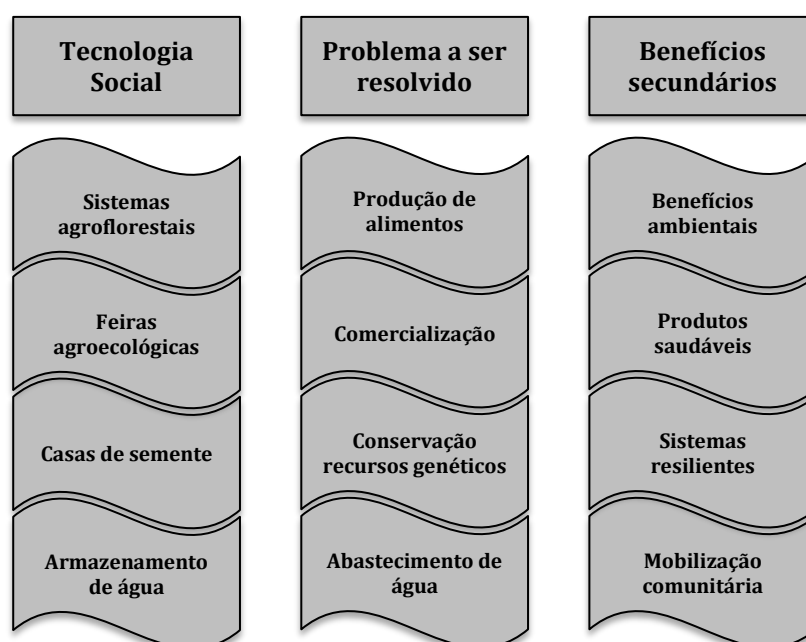 Tecnologia
Social
Problema a ser
resolvido
Benefícios
secundários
Sistemas
agroflorestais
Produção de
alimentos
Benefícios
ambientais
Feiras
agroecológicas
Comercialização
Produtos
saudáveis
Casas de semente
Conservação
recursos genéticos
Sistemas
resilientes
Armazenamento
de água
Abastecimento de
água
Mobilização
comunitária